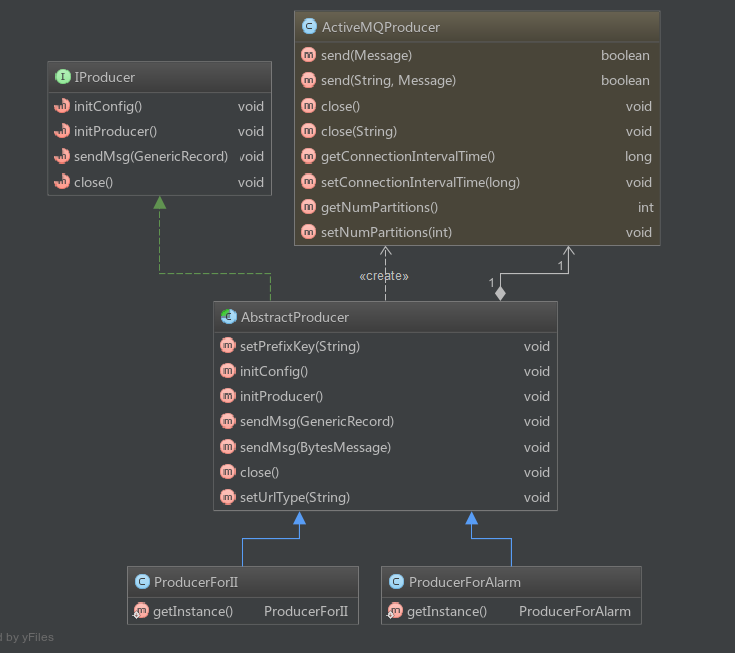 ActiveMQProducer
send(Message) boolean
send(String, Message) boolean
close() void
close(String) void
getConnectionIntervalTime() long
setConnectionIntervalTime(long) void
getNumPartitions() int
setNumPartitions(int) void
IProducer
initConfig() void
initProducer() void
sendMsg(GenericRecord) void
close() void
«create»
1
1
AbstractProducer
setPrefixKey(String) void
initConfig() void
initProducer() void
sendMsg(GenericRecord) void
sendMsg(BytesMessage) void
close() void
setUrlType(String) void
ProducerForII
getInstance() ProducerForII
ProducerForAlarm
getInstance() ProducerForAlarm
by yFiles